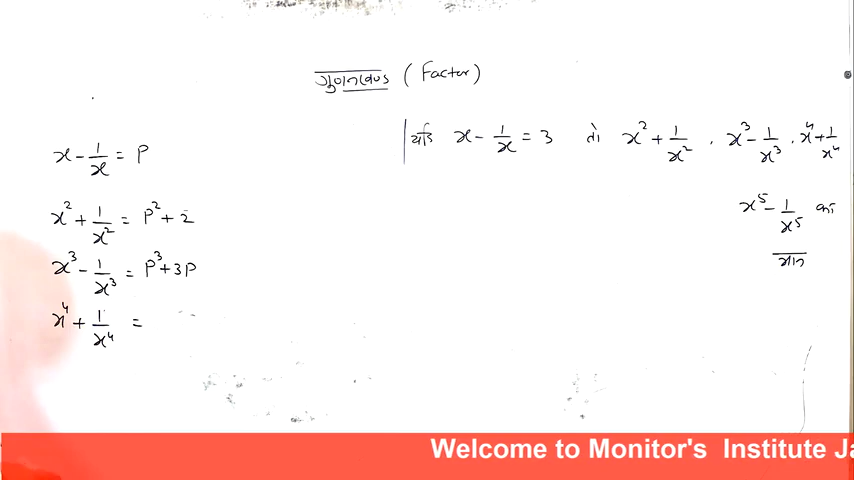 गुणनखण्ड (Factor)
x - 1/x = P
x² + 1/x² = P² + 2
x³ - 1/x³ = P³ + 3P
x⁴ + 1/x⁴ =
यदि x - 1/x = 3 तो x² + 1/x² , x³ - 1/x³ , x⁴ + 1/x⁴
x⁵ - 1/x⁵ का
मान
Welcome to Monitor's Institute Ja